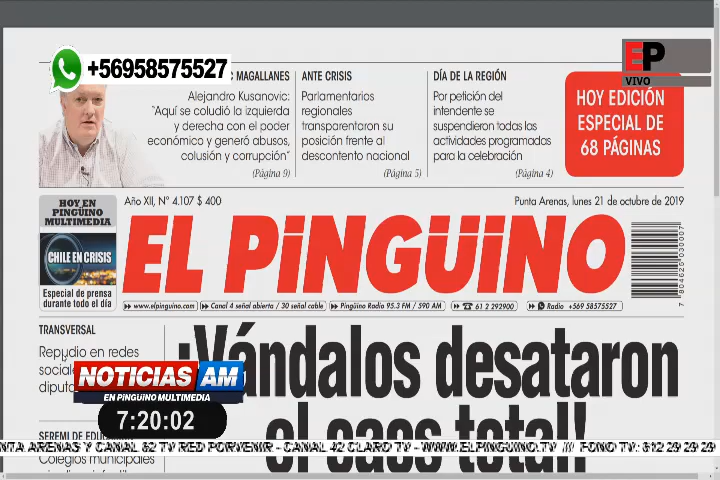 +56958575527
EP
VIVO
MAGALLANES
Alejandro Kusanovic:
"Aquí se coludió la izquierda
y derecha con el poder
económico y generó abusos,
colusión y corrupción"
(Página 9)
ANTE CRISIS
Parlamentarios
regionales
transparentaron su
posición frente al
descontento nacional
(Página 5)
DÍA DE LA REGIÓN
Por petición del
intendente se
suspendieron todas las
actividades programadas
para la celebración
(Página 4)
HOY EDICIÓN
ESPECIAL DE
68 PÁGINAS
HOY EN
PINGÜINO
MULTIMEDIA
CHILE EN CRISIS
Especial de prensa
durante todo el día
Año XII, N° 4.107 $ 400
Punta Arenas, lunes 21 de octubre de 2019
EL PINGÜINO
www.elpinguino.com
Canal 4 señal abierta / 30 señal cable
Pingüino Radio 95.3 FM / 590 AM
61 2 292900
Radio +569 58575527
7 804625 030007
TRANSVERSAL
Repudio en redes
¡Vándalos desataron
el caos total!
NOTICIAS AM
EN PINGÜINO MULTIMEDIA
7:20:02
NTA ARENAS Y CANAL 62 TV RED PORVENIR - CANAL 42 CLARO TV - WWW.ELPINGUINO.TV /// FONO TV: 612 29 29 29
Colegios municipales